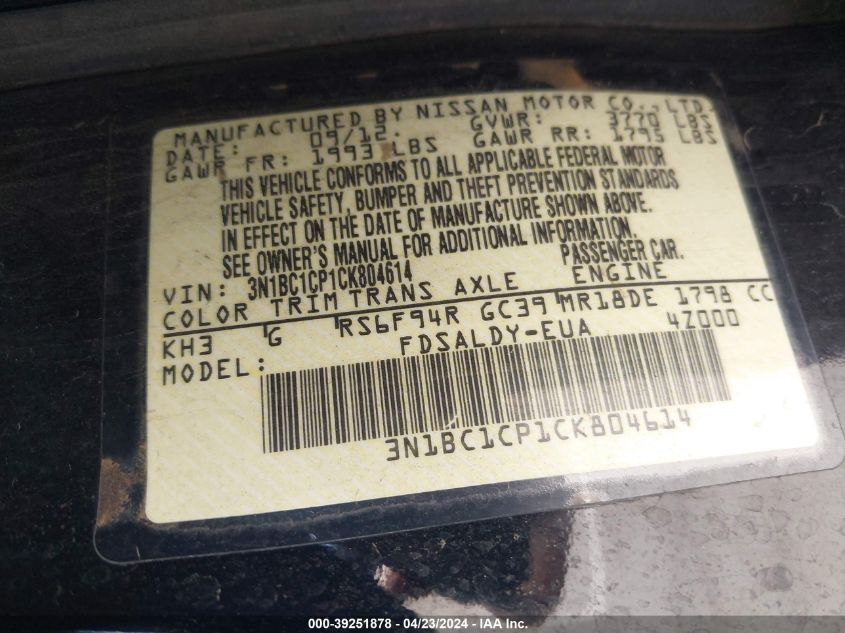 MANUFACTURED BY NISSAN MOTOR CO., LTD.
DATE: 09/12. GVWR: 3770 LBS
GAWR FR: 1993 LBS GAWR RR: 1795 LBS
THIS VEHICLE CONFORMS TO ALL APPLICABLE FEDERAL MOTOR
VEHICLE SAFETY, BUMPER AND THEFT PREVENTION STANDARDS
IN EFFECT ON THE DATE OF MANUFACTURE SHOWN ABOVE.
SEE OWNER'S MANUAL FOR ADDITIONAL INFORMATION.
VIN: 3N1BC1CP1CK804614 PASSENGER CAR.
COLOR TRIM TRANS AXLE ENGINE
KH3 G RS6F94R GC39 MR18DE 1798 CC
MODEL: FDSALDY-EUA 4Z000
3N1BC1CP1CK804614
000-39251878 - 04/23/2024 - IAAI - COPART, INC.